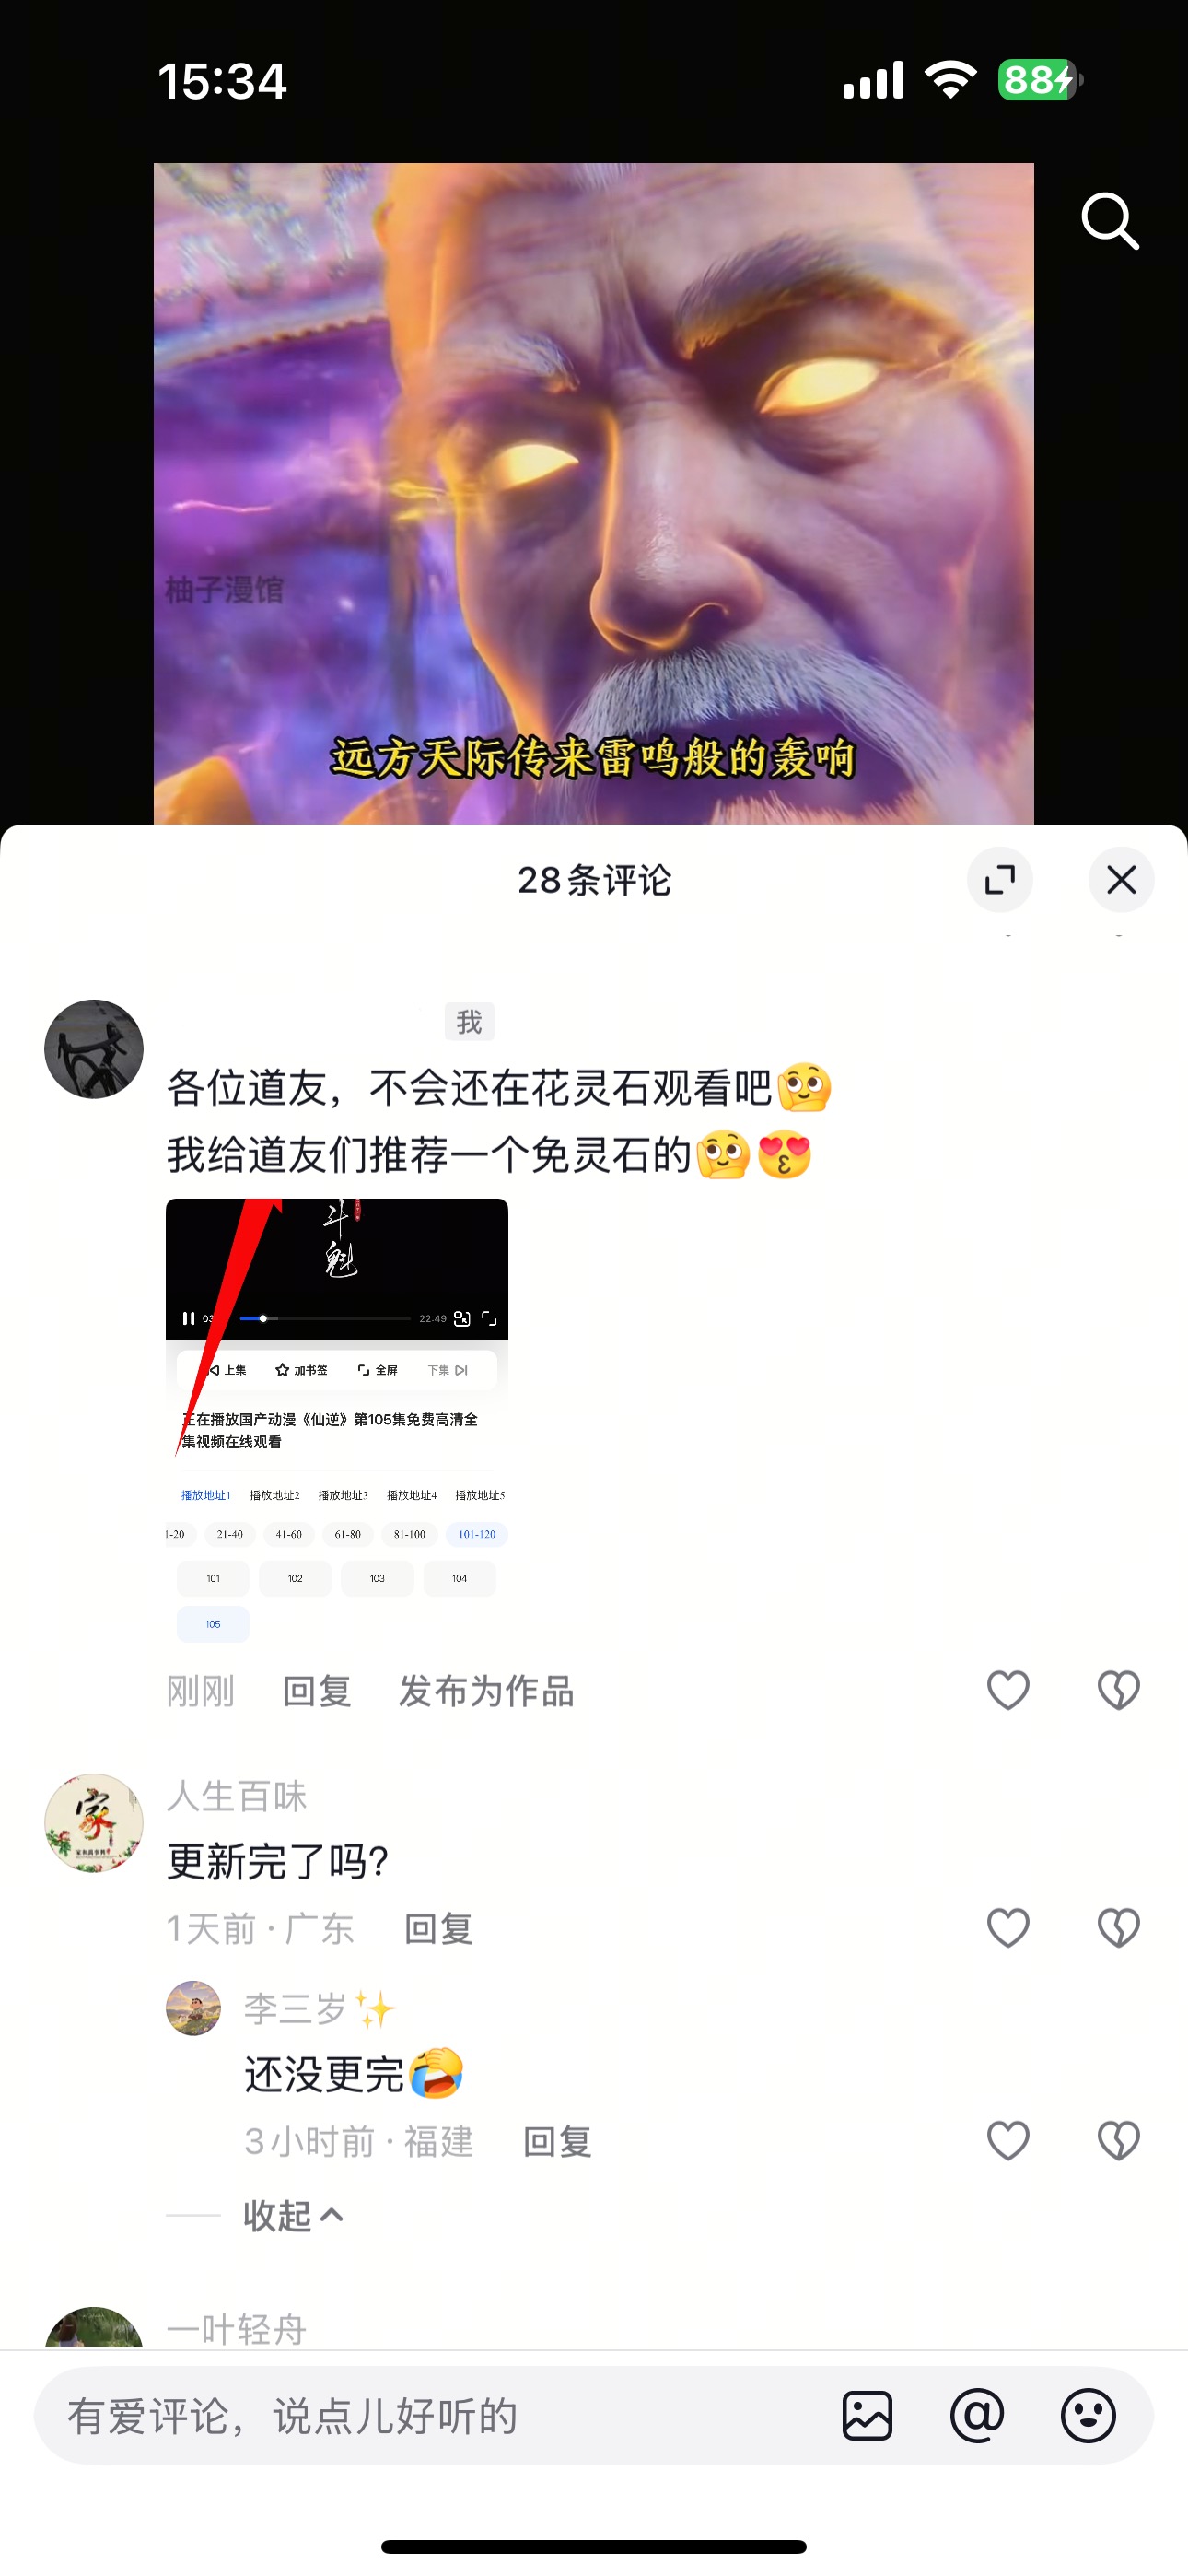 15:34
88
柚子漫馆
远方天际传来雷鸣般的轰响
28条评论
我
各位道友，不会还在花灵石观看吧🤔
我给道友们推荐一个免灵石的🤔😍
斗
魁
03
22:49
上集 加书签 全屏 下集
正在播放国产动漫《仙逆》第105集免费高清全
集视频在线观看
播放地址1 播放地址2 播放地址3 播放地址4 播放地址5
1-20 21-40 41-60 61-80 81-100 101-120
101 102 103 104
105
刚刚 回复 发布为作品
家
人生百味
更新完了吗?
1天前·广东 回复
李三岁✨
还没更完
3小时前·福建 回复
收起
一叶轻舟
有爱评论，说点儿好听的